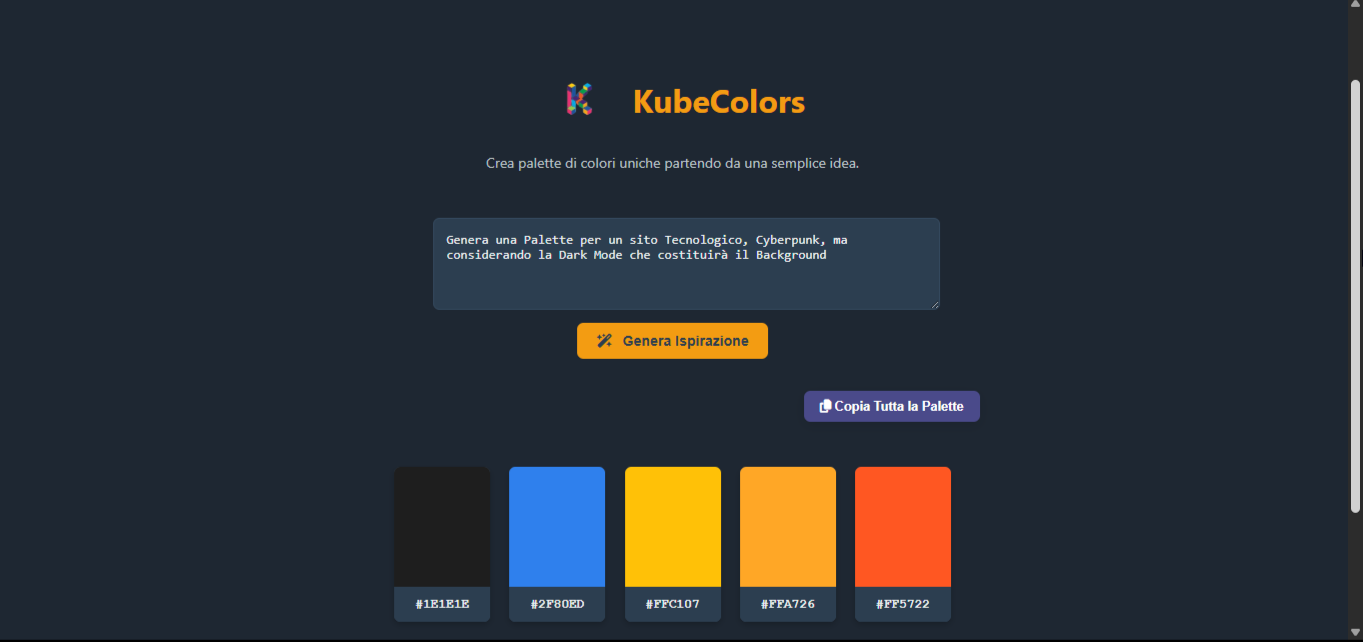 KubeColors
Crea palette di colori uniche partendo da una semplice idea.
Genera una Palette per un sito Tecnologico, Cyberpunk, ma
considerando la Dark Mode che costituirà il Background
Genera Ispirazione
Copia Tutta la Palette
#1E1E1E #2F80ED #FFC107 #FFA726 #FF5722